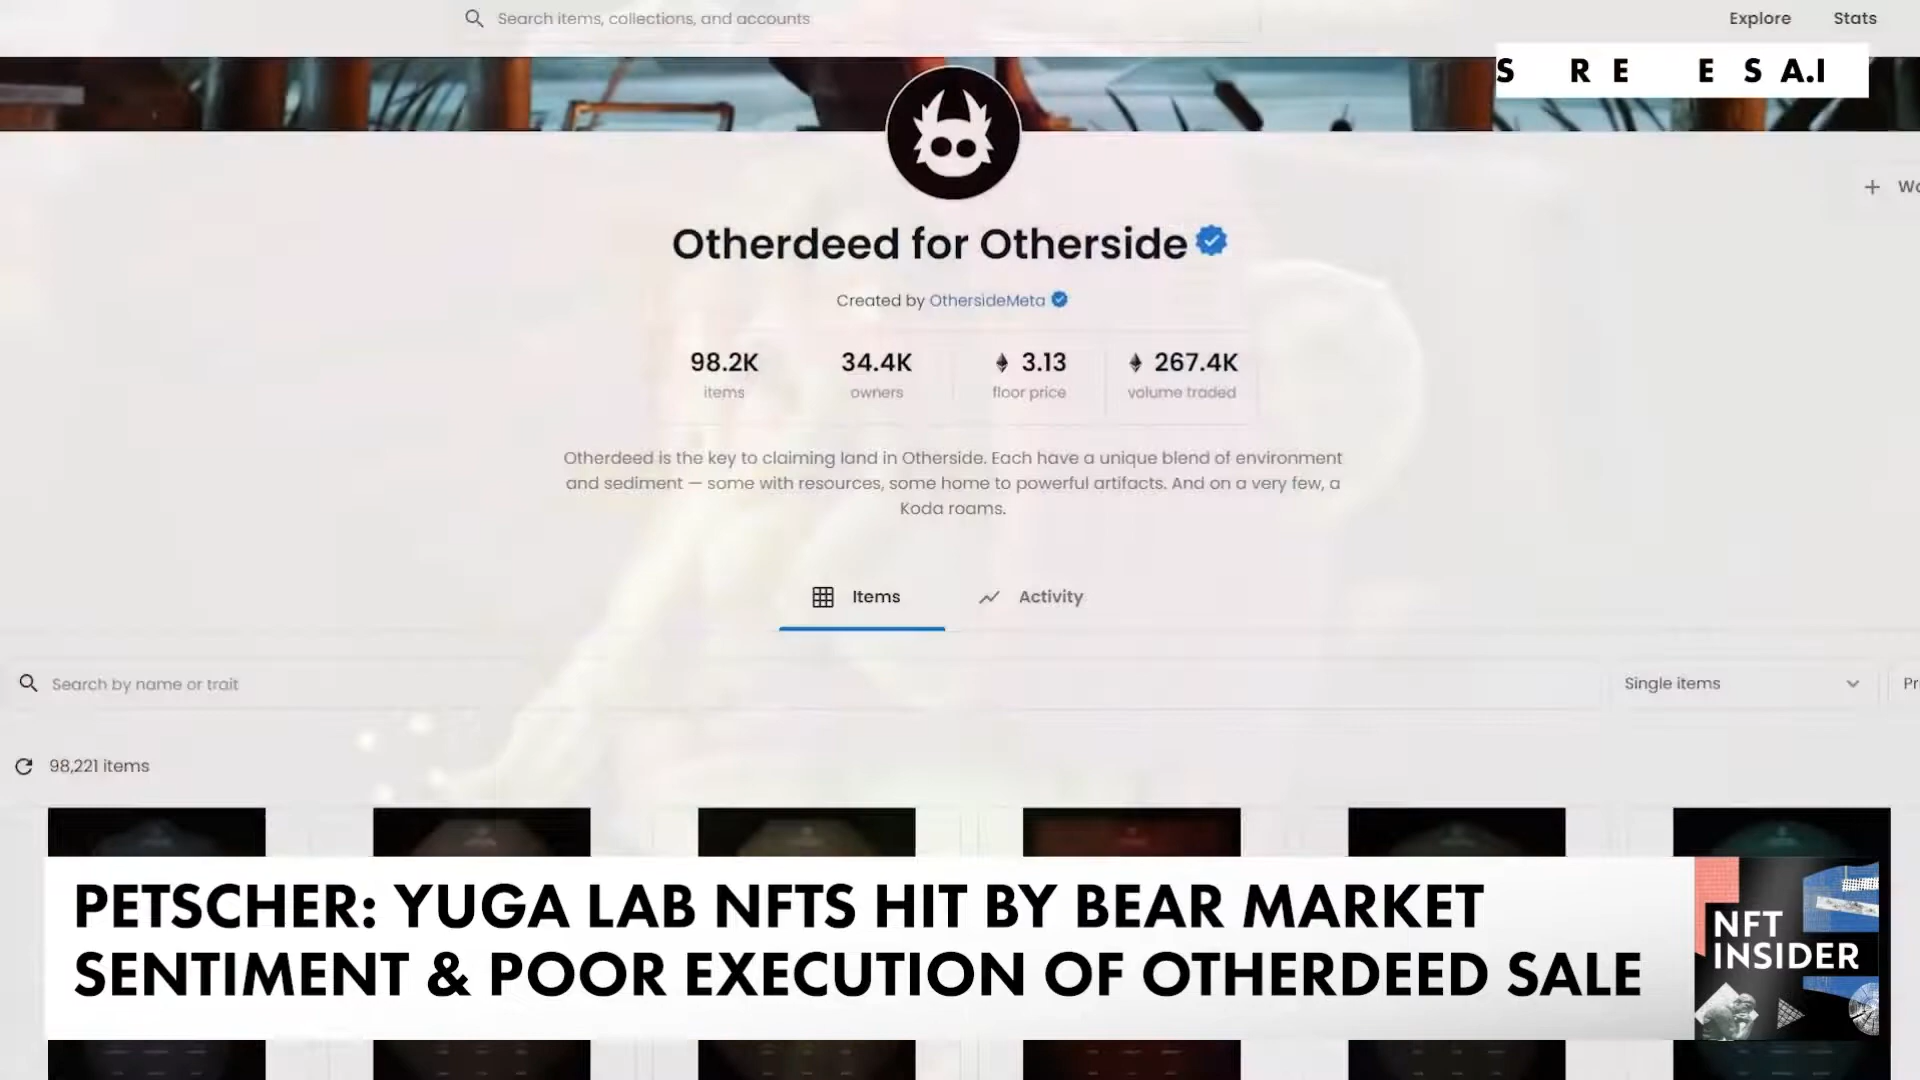 Search items, collections, and accounts
Explore
Stats
S RE ESA.I
Otherdeed for Otherside
Created by OthersideMeta
98.2K
34.4K
3.13
267.4K
items
owners
floor price
volume traded
Otherdeed is the key to claiming land in Otherside. Each have a unique blend of environment
and sediment — some with resources, some home to powerful artifacts. And on a very few, a
Koda roams.
Items
Activity
Search by name or trait
Single items
98,221 items
PETSCHER: YUGA LAB NFTS HIT BY BEAR MARKET
SENTIMENT & POOR EXECUTION OF OTHERDEED SALE
NFT
INSIDER